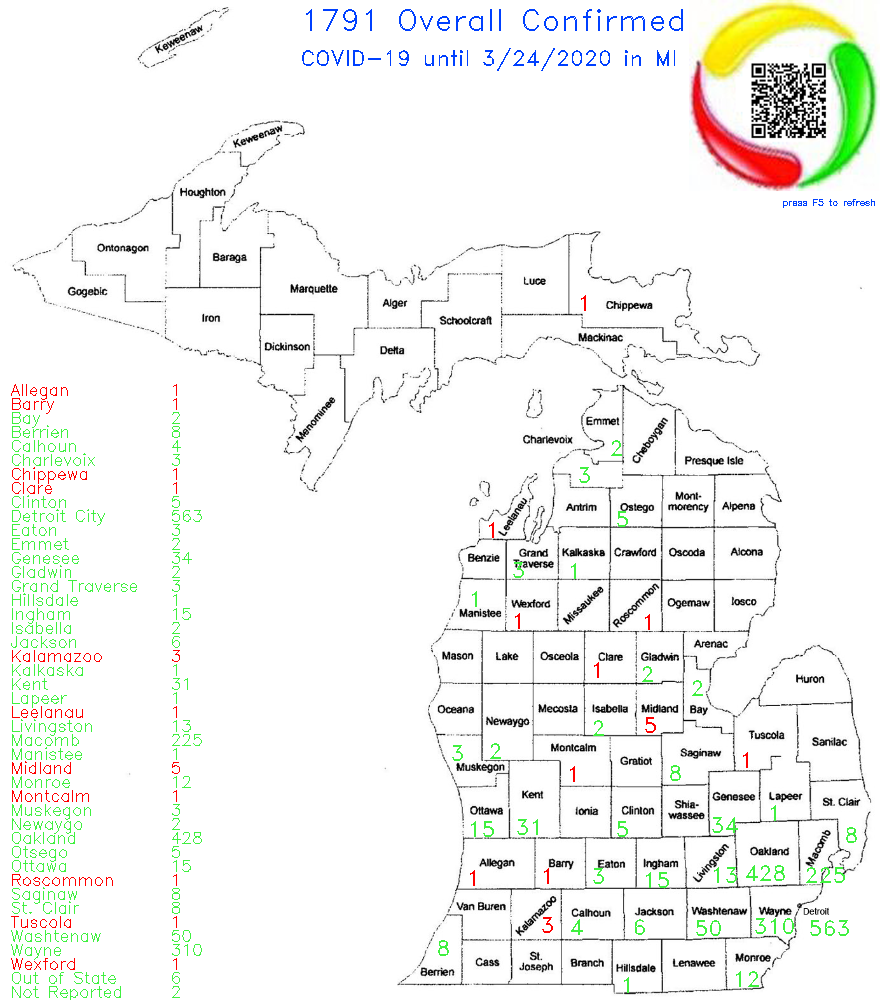 1791 Overall Confirmed
COVID-19 until 3/24/2020 in MI
press F5 to refresh
Keweenaw
Keweenaw
Houghton
Ontonagon
Baraga
Gogebic
Marquette
Luce
Alger
Chippewa
1
Iron
Schoolcraft
Dickinson
Delta
Mackinac
Menominee
Allegan 1
Barry 1
Bay 2
Berrien 8
Calhoun 4
Charlevoix 3
Chippewa 1
Clare 1
Clinton 5
Detroit City 563
Eaton 3
Emmet 2
Genesee 34
Gladwin 2
Grand Traverse 3
Hillsdale 1
Ingham 15
Isabella 2
Jackson 6
Kalamazoo 3
Kalkaska 1
Kent 31
Lapeer 1
Leelanau 1
Livingston 13
Macomb 225
Manistee 1
Midland 5
Monroe 12
Montcalm 1
Muskegon 3
Newaygo 2
Oakland 428
Otsego 5
Ottawa 15
Roscommon 1
Saginaw 8
St. Clair 8
Tuscola 1
Washtenaw 50
Wayne 310
Wexford 1
Out of State 6
Not Reported 2
Emmet
2
Charlevoix
3
Cheboygan
Presque Isle
Leelanau
1
Antrim
Ostego
5
Mont-
morency
Alpena
Benzie
Grand
Traverse
3
Kalkaska
1
Crawford
Oscoda
Alcona
1
Manistee
Wexford
1
Missaukee
Roscommon
1
Ogemaw
Iosco
Mason
Lake
Osceola
Clare
1
Gladwin
2
Arenac
Huron
Oceana
Newaygo
2
Mecosta
Isabella
2
Midland
5
2
Bay
Tuscola
1
Sanilac
3
Muskegon
Montcalm
1
Gratiot
Saginaw
8
Ottawa
15
Kent
31
Ionia
Clinton
5
Shia-
wassee
Genesee
34
Lapeer
1
St. Clair
8
Allegan
1
Barry
1
Eaton
3
Ingham
15
Livingston
13
Oakland
428
Macomb
225
Van Buren
Kalamazoo
3
Calhoun
4
Jackson
6
Washtenaw
50
Wayne
310
Detroit
563
8
Berrien
Cass
St.
Joseph
Branch
Hillsdale
1
Lenawee
Monroe
12